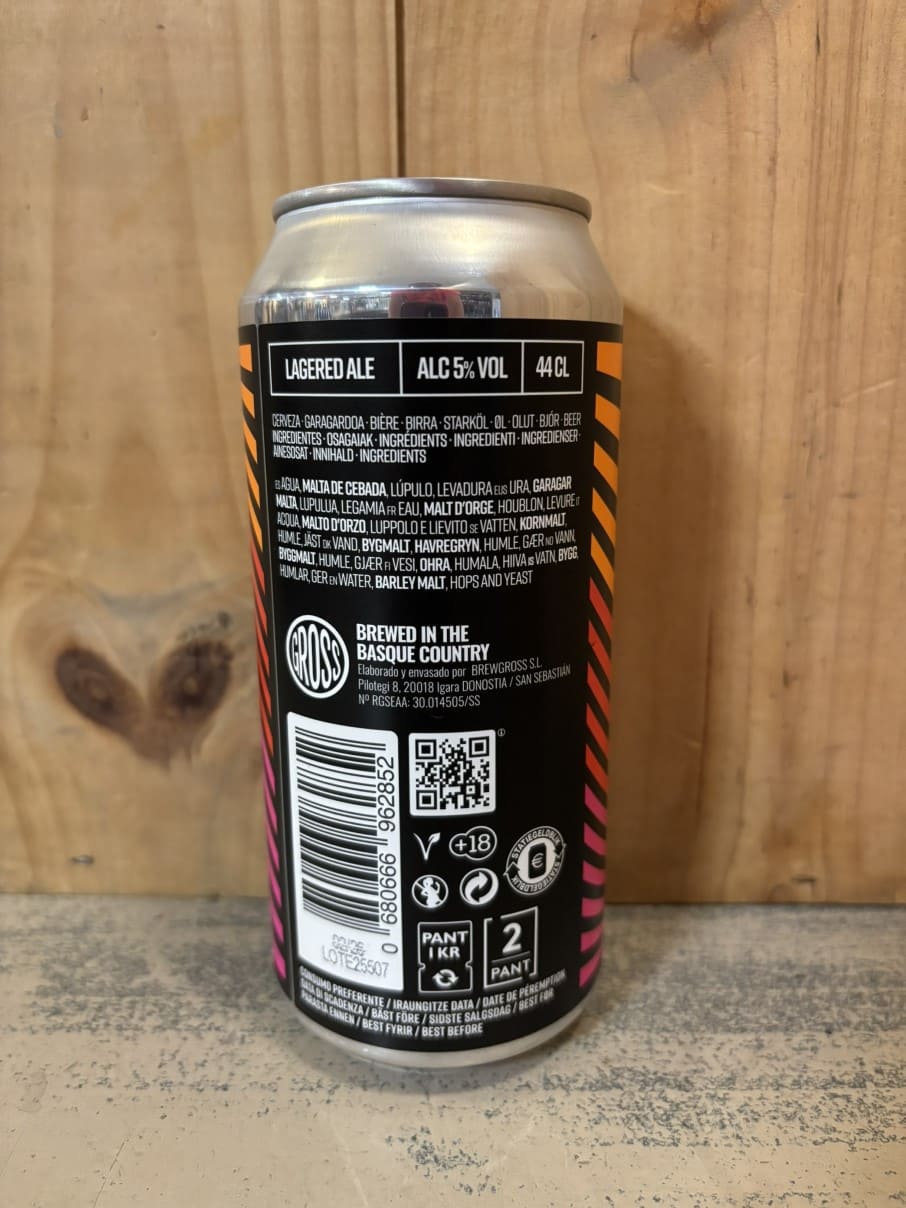 LAGERED ALE
ALC 5% VOL
44 CL
CERVEZA · GARAGARDOA · BIÈRE · BIRRA · STARKÖL · ØL · OLUT · BJÓR · BEER
INGREDIENTES · OSAGAIAK · INGRÉDIENTS · INGREDIENTI · INGREDIENSER ·
AINESOSAT · INNIHALD · INGREDIENTS
ES AGUA, MALTA DE CEBADA, LÚPULO, LEVADURA EUS URA, GARAGAR
MALTA, LUPULUA, LEGAMIA FR EAU, MALT D'ORGE, HOUBLON, LEVURE IT
ACQUA, MALTO D'ORZO, LUPPOLO E LIEVITO SE VATTEN, KORNMALT,
HUMLE, JÄST DK VAND, BYGMALT, HAVREGRYN, HUMLE, GÆR NO VANN,
BYGGMALT, HUMLE, GJÆR FI VESI, OHRA, HUMALA, HIIVA IS VATN, BYGG,
HUMLAR, GER EN WATER, BARLEY MALT, HOPS AND YEAST
GROSS
BREWED IN THE
BASQUE COUNTRY
Elaborado y envasado por BREWGROSS S.L.
Pilotegi 8, 20018 Igara DONOSTIA / SAN SEBASTIÁN
Nº RGSEAA: 30.014505/SS
0 680666 962852
02/26
LOTE25507
+18
STATIEGELDBLIK
€
STATIEGELDBLIK
PANT
1 KR
2
PANT
CONSUMO PREFERENTE / IRAUNGITZE DATA / DATE DE PÉREMPTION
DATA DI SCADENZA / BÄST FÖRE / SIDSTE SALGSDAG / BEST FØR
PARASTA ENNEN / BEST FYRIR / BEST BEFORE